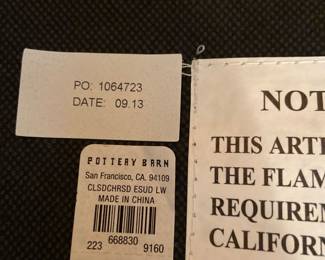 PO: 1064723
DATE: 09.13
POTTERY BARN
San Francisco, CA. 94109
CLSDCHRSD ESUD LW
MADE IN CHINA
668830
223 9160
NOT
THIS ARTI
THE FLAM
REQUIREM
CALIFORN